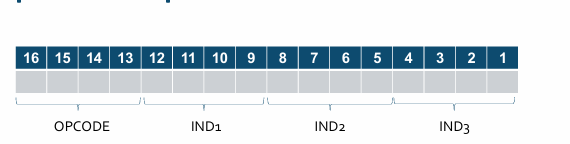 16 15 14 13 12 11 10 9 8 7 6 5 4 3 2 1
OPCODE IND1 IND2 IND3